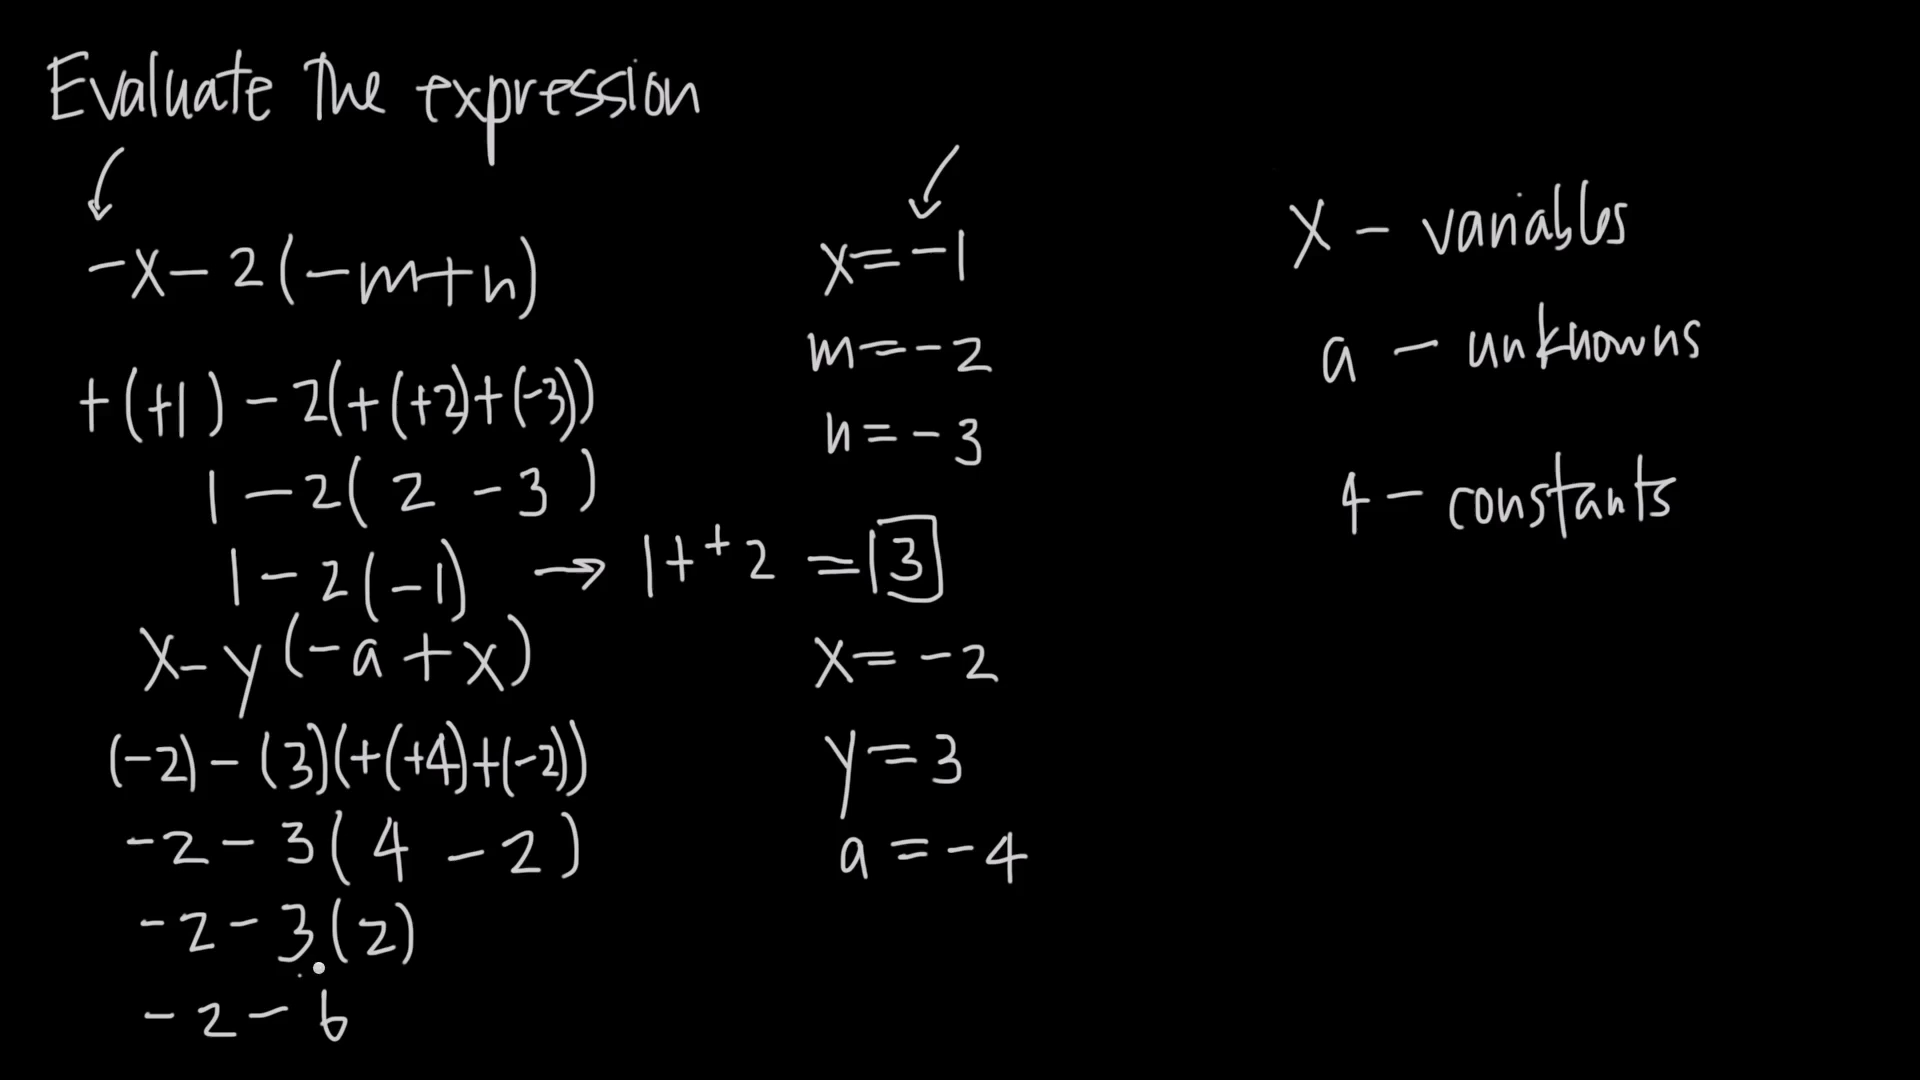 Evaluate the expression
-x - 2(-m+n)
x = -1
x - variables
m = -2
a - unknowns
+(+1) - 2(+(+2)+(-3))
n = -3
1 - 2( 2 - 3 )
4 - constants
1 - 2(-1) → 1 + +2 = 3
x - y(-a + x)
x = -2
(-2) - (3)(+(+4)+(-2))
y = 3
-2 - 3( 4 - 2 )
a = -4
-2 - 3(2)
-2 - 6